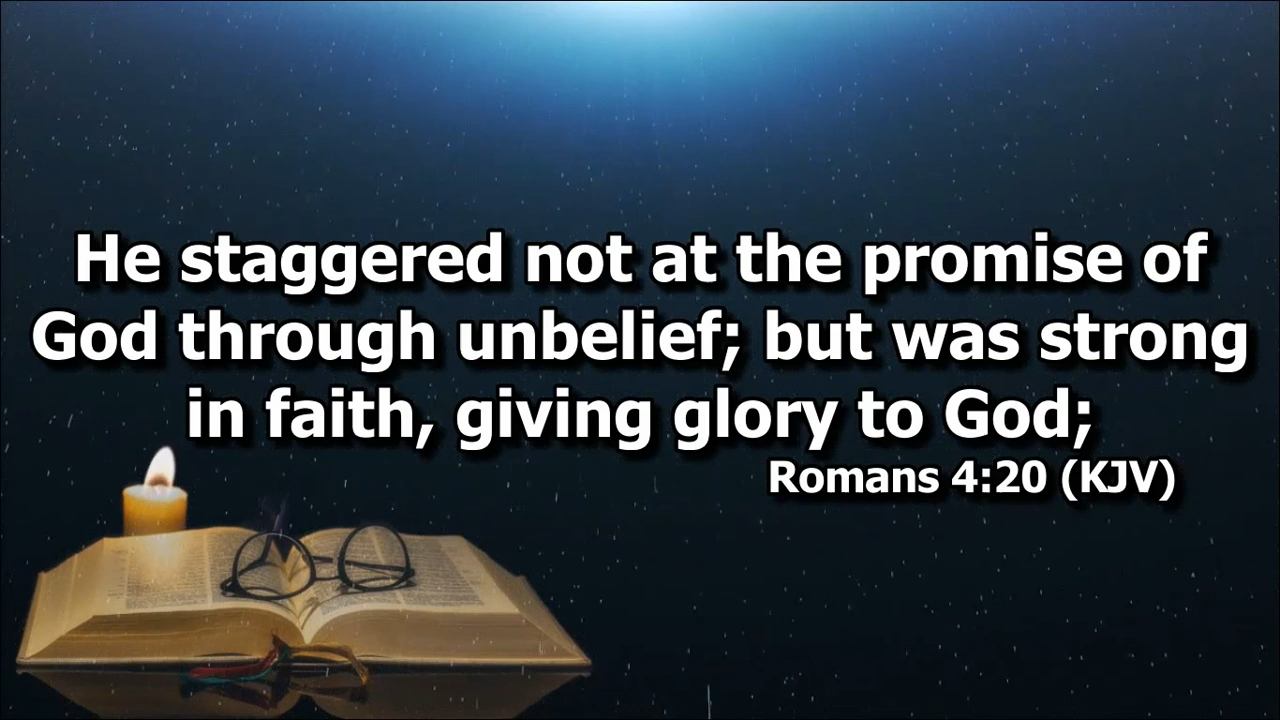 He staggered not at the promise of
God through unbelief; but was strong
in faith, giving glory to God;
Romans 4:20 (KJV)